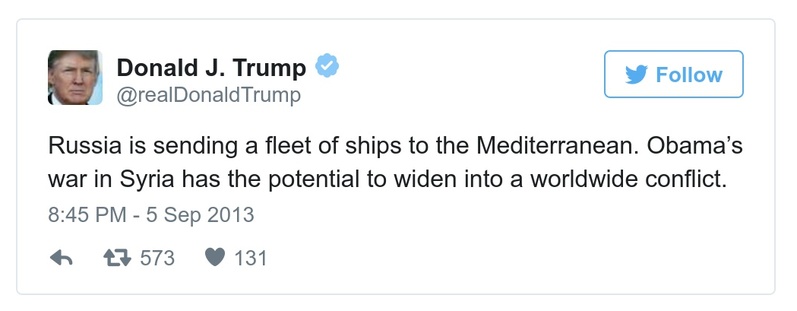 Donald J. Trump
@realDonaldTrump
Follow
Russia is sending a fleet of ships to the Mediterranean. Obama’s
war in Syria has the potential to widen into a worldwide conflict.
8:45 PM - 5 Sep 2013
573 131